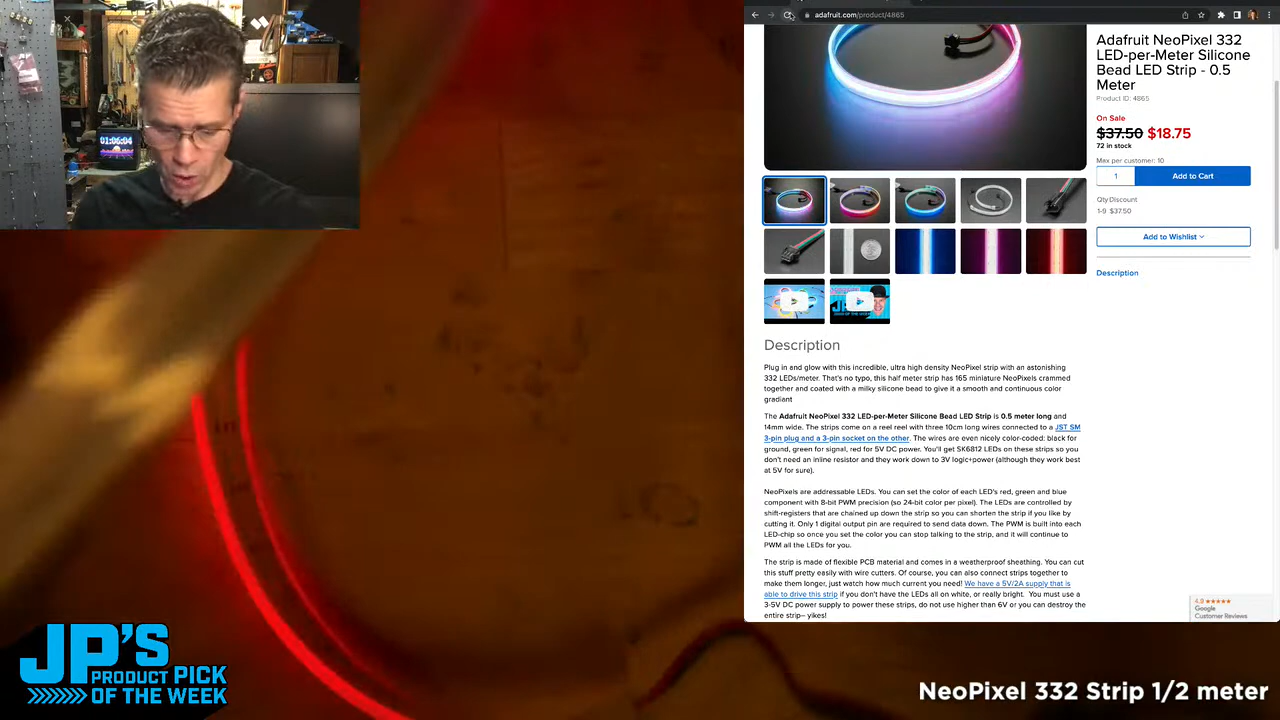 01:06:04
adafruit.com/product/4865
Adafruit NeoPixel 332
LED-per-Meter Silicone
Bead LED Strip - 0.5
Meter
Product ID: 4865
On Sale
$37.50 $18.75
72 in stock
Max per customer: 10
1 Add to Cart
Qty Discount
1-9 $37.50
Add to Wishlist
Description
Description
Plug in and glow with this incredible, ultra high density NeoPixel strip with an astonishing
332 LEDs/meter. That's no typo, this half meter strip has 165 miniature NeoPixels crammed
together and coated with a milky silicone bead to give it a smooth and continuous color
gradiant
The Adafruit NeoPixel 332 LED-per-Meter Silicone Bead LED Strip is 0.5 meter long and
14mm wide. The strips come on a reel reel with three 10cm long wires connected to a JST SM
3-pin plug and a 3-pin socket on the other. The wires are even nicely color-coded: black for
ground, green for signal, red for 5V DC power. You'll get SK6812 LEDs on these strips so you
don't need an inline resistor and they work down to 3V logic+power (although they work best
at 5V for sure).
NeoPixels are addressable LEDs. You can set the color of each LED's red, green and blue
component with 8-bit PWM precision (so 24-bit color per pixel). The LEDs are controlled by
shift-registers that are chained up down the strip so you can shorten the strip if you like by
cutting it. Only 1 digital output pin are required to send data down. The PWM is built into each
LED-chip so once you set the color you can stop talking to the strip, and it will continue to
PWM all the LEDs for you.
The strip is made of flexible PCB material and comes in a weatherproof sheathing. You can cut
this stuff pretty easily with wire cutters. Of course, you can also connect strips together to
make them longer, just watch how much current you need! We have a 5V/2A supply that is
able to drive this strip if you don't have the LEDs all on white, or really bright. You must use a
3-5V DC power supply to power these strips, do not use higher than 6V or you can destroy the
entire strip-- yikes!
4.9 ★★★★★
Google
Customer Reviews
JP'S
PRODUCT PICK
OF THE WEEK
NeoPixel 332 Strip 1/2 meter